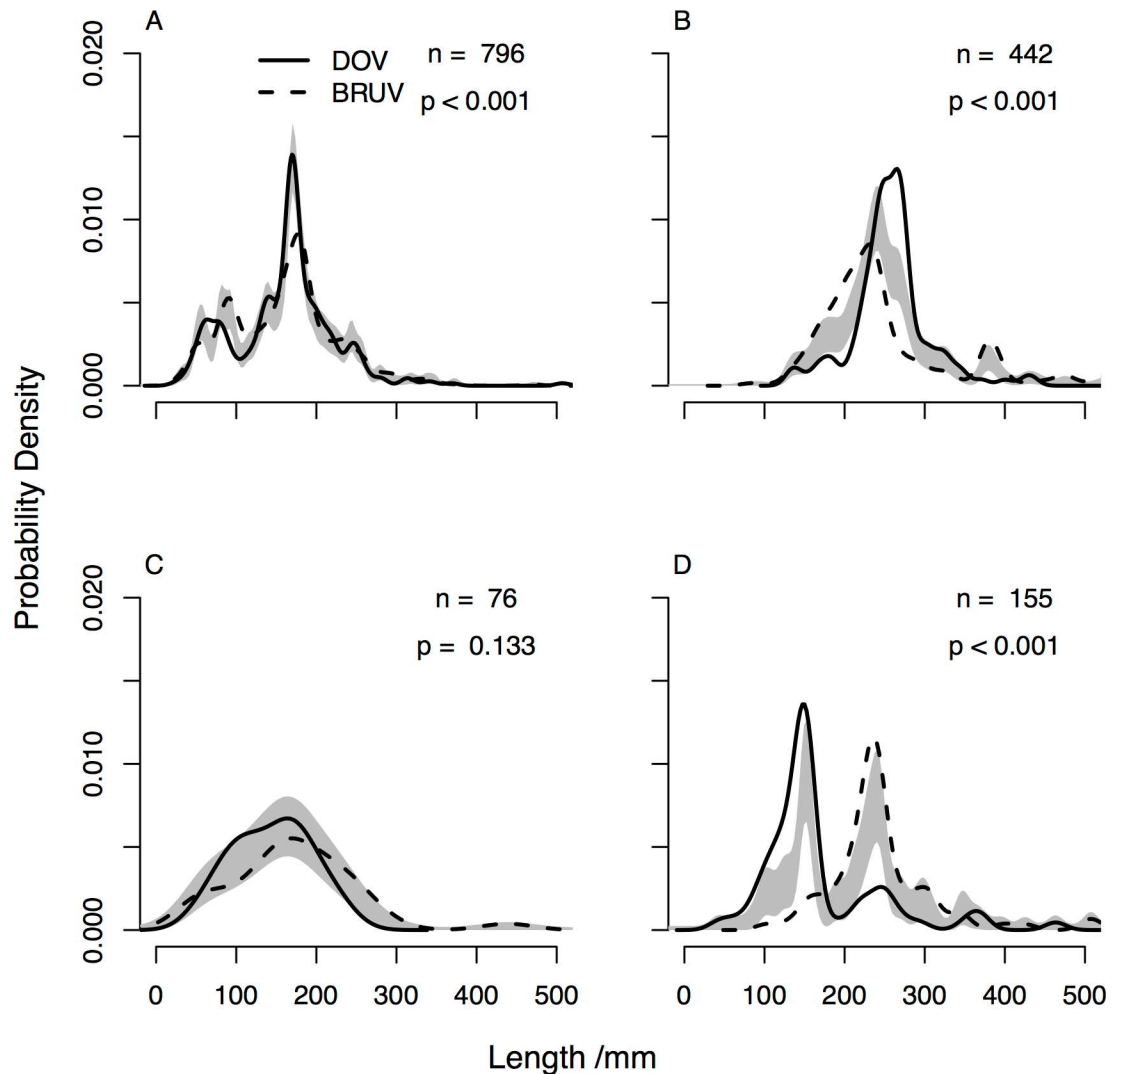 A
DOV
BRUV
n = 796
p < 0.001
0.020
0.010
0.000
B
n = 442
p < 0.001
Probability Density
C
n = 76
p = 0.133
0.020
0.010
0.000
0 100 200 300 400 500
D
n = 155
p < 0.001
0 100 200 300 400 500
Length /mm